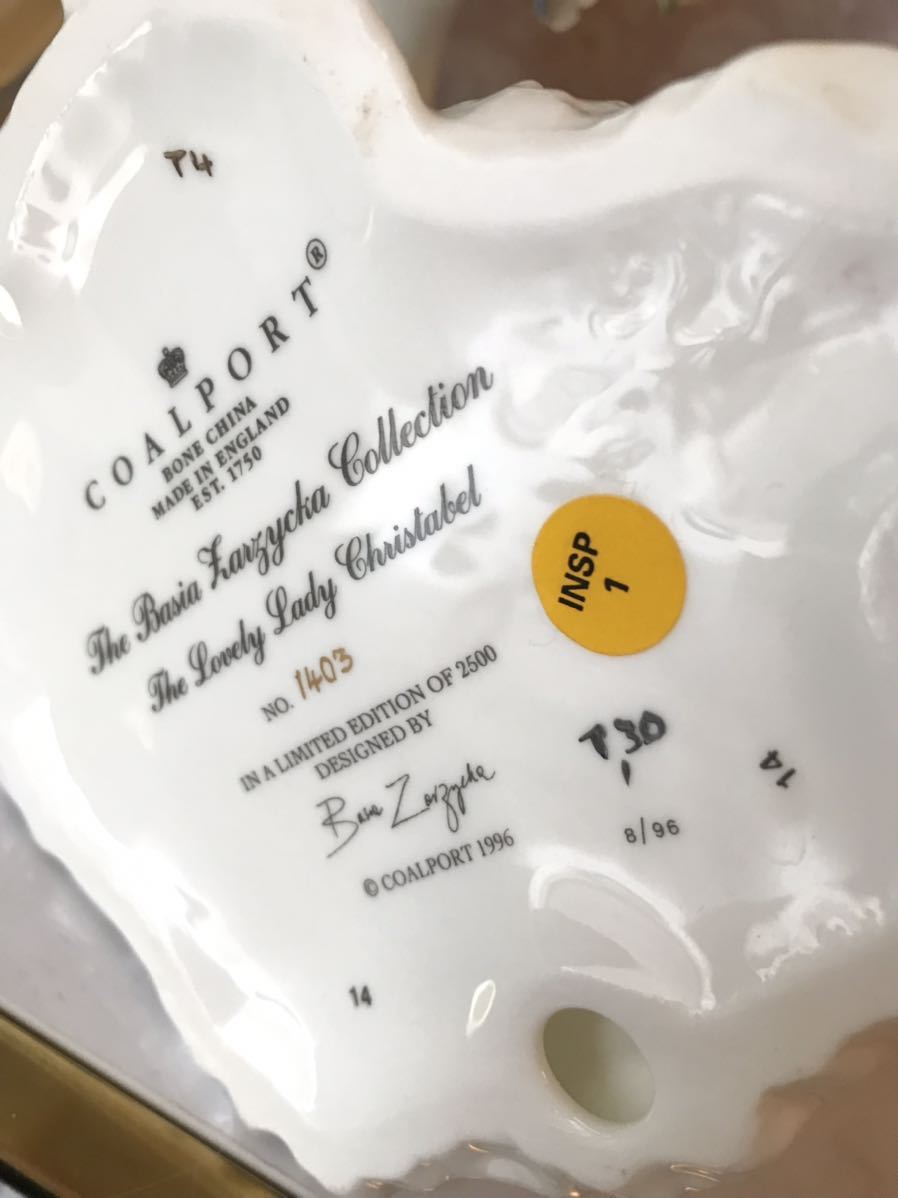 T4
COALPORT®
BONE CHINA
MADE IN ENGLAND
EST. 1750
The Basia Zarzycka Collection
The Lovely Lady Christabel
NO. 1403
IN A LIMITED EDITION OF 2500
DESIGNED BY
Basia Zarzycka
© COALPORT 1996
INSP
1
T30
8/96
14
14